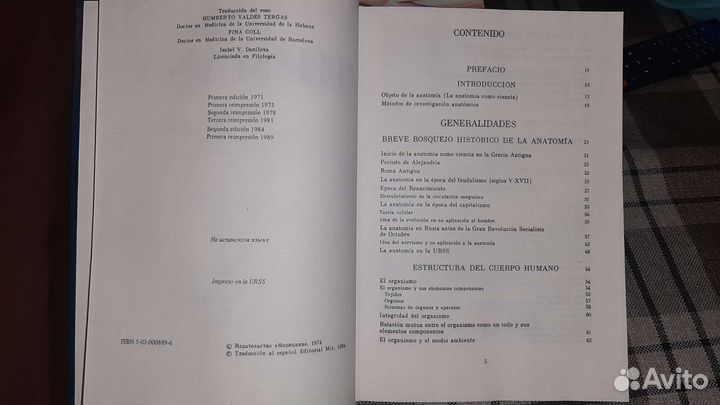 Traducción del ruso
HUMBERTO VALDÉS TERGAS
Doctor en Medicina de la Universidad de la Habana
FINA COLL
Doctor en Medicina de la Universidad de Barcelona
Isabel V. Danilova
Licenciada en Filología
Primera edición 1971
Primera reimpresión 1975
Segunda reimpresión 1978
Tercera reimpresión 1981
Segunda edición 1984
Primera reimpresión 1989
На испанском языке
Impreso en la URSS
© Издательство «Медицина», 1974
© Traducción al español Editorial Mir, 1984
ISBN 5-03-000889-6
CONTENIDO
PREFACIO 11
INTRODUCCIÓN 13
Objeto de la anatomía (La anatomía como ciencia) 15
Métodos de investigación anatómica 18
GENERALIDADES
BREVE BOSQUEJO HISTÓRICO DE LA ANATOMÍA 21
Inicio de la anatomía como ciencia en la Grecia Antigua 21
Período de Alejandría 22
Roma Antigua 23
La anatomía en la época del feudalismo (siglos V-XVII) 25
Época del Renacimiento 27
Descubrimiento de la circulación sanguínea 31
La anatomía en la época del capitalismo 33
Teoría celular 34
Idea de la evolución en su aplicación al hombre 35
La anatomía en Rusia antes de la Gran Revolución Socialista
de Octubre 37
Idea del nervismo y su aplicación a la anatomía 43
La anatomía en la URSS 48
ESTRUCTURA DEL CUERPO HUMANO 54
El organismo 54
El organismo y sus elementos componentes 54
Tejidos 55
Órganos 57
Sistemas de órganos y aparatos 58
Integridad del organismo 60
Relación mutua entre el organismo como un todo y sus
elementos componentes 61
El organismo y el medio ambiente 62
5
Avito